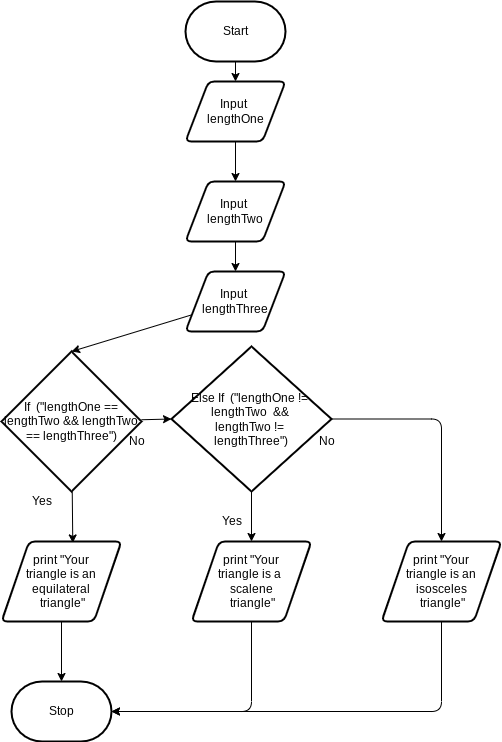 Start
Input
lengthOne
Input
lengthTwo
Input
lengthThree
If ("lengthOne ==
lengthTwo && lengthTwo
== lengthThree")
No
Yes
Else If ("lengthOne !=
lengthTwo &&
lengthTwo !=
lengthThree")
No
Yes
print "Your
triangle is an
equilateral
triangle"
print "Your
triangle is a
scalene
triangle"
print "Your
triangle is an
isosceles
triangle"
Stop